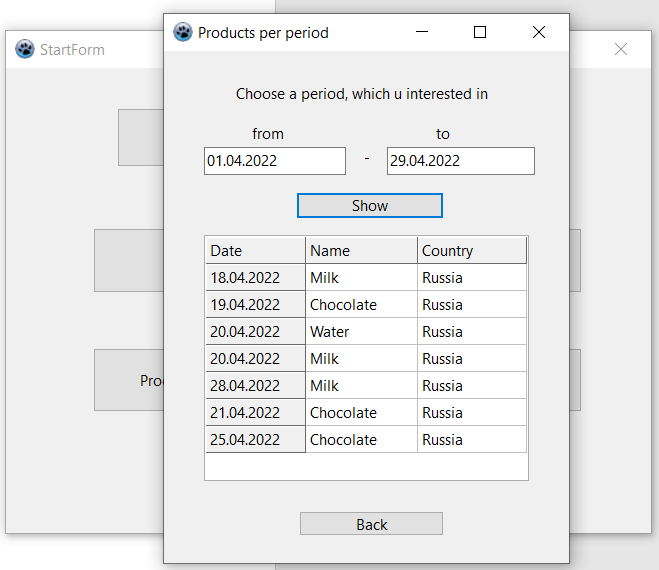 StartForm
Products per period
Choose a period, which u interested in
from to
01.04.2022 - 29.04.2022
Show
Date Name Country
18.04.2022 Milk Russia
19.04.2022 Chocolate Russia
20.04.2022 Water Russia
20.04.2022 Milk Russia
28.04.2022 Milk Russia
21.04.2022 Chocolate Russia
25.04.2022 Chocolate Russia
Back